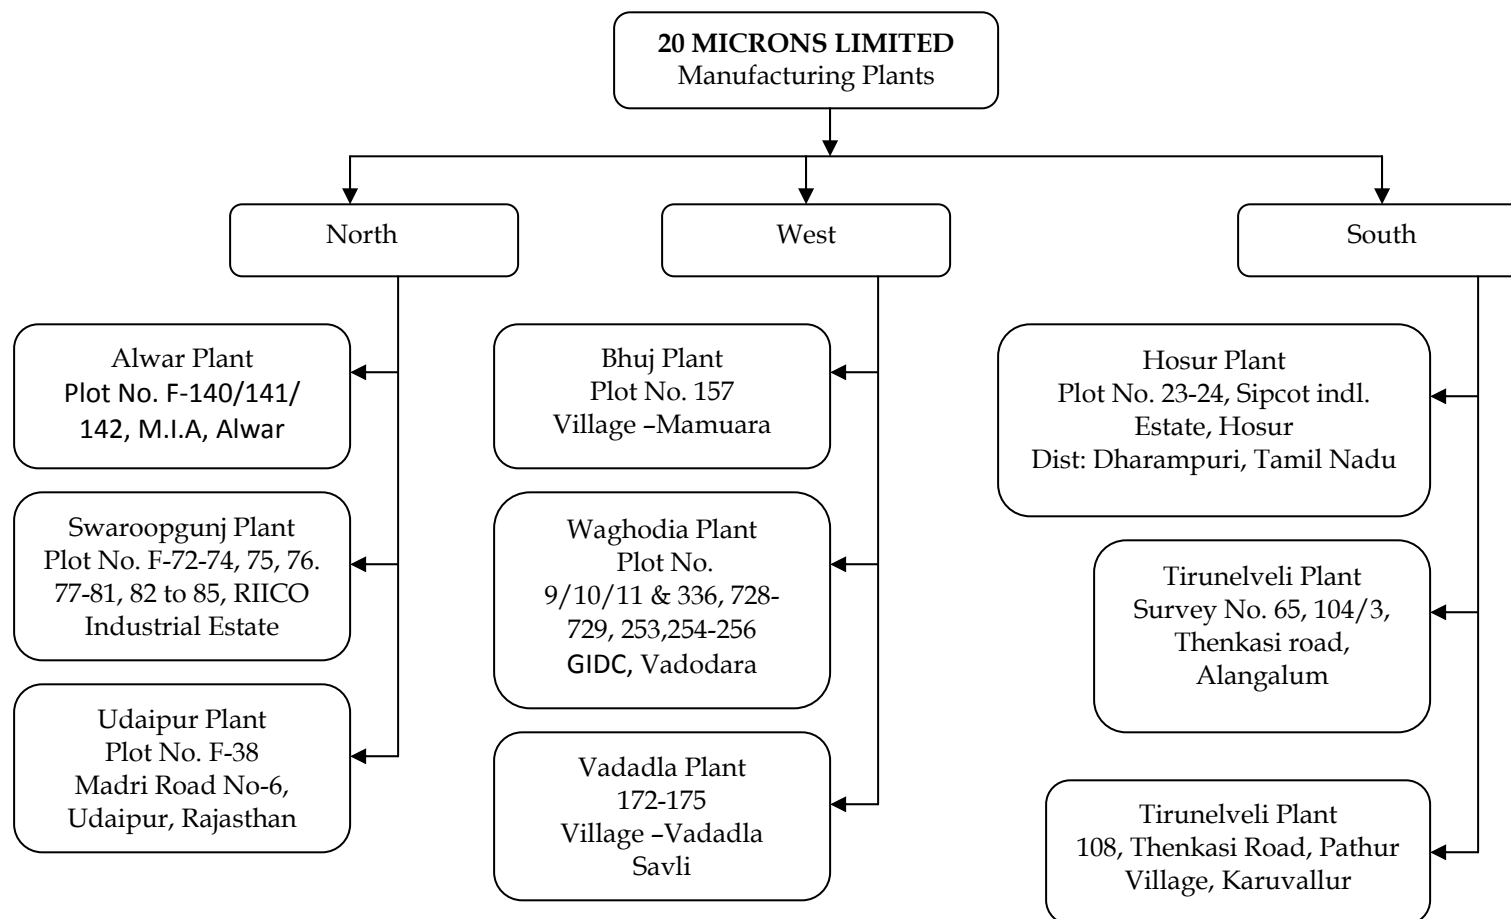 20 MICRONS LIMITED
Manufacturing Plants
North
West
South
Alwar Plant
Plot No. F-140/141/
142, M.I.A, Alwar
Swaroopgunj Plant
Plot No. F-72-74, 75, 76.
77-81, 82 to 85, RIICO
Industrial Estate
Udaipur Plant
Plot No. F-38
Madri Road No-6,
Udaipur, Rajasthan
Bhuj Plant
Plot No. 157
Village –Mamuara
Waghodia Plant
Plot No.
9/10/11 & 336, 728-
729, 253,254-256
GIDC, Vadodara
Vadadla Plant
172-175
Village –Vadadla
Savli
Hosur Plant
Plot No. 23-24, Sipcot indl.
Estate, Hosur
Dist: Dharampuri, Tamil Nadu
Tirunelveli Plant
Survey No. 65, 104/3,
Thenkasi road,
Alangalum
Tirunelveli Plant
108, Thenkasi Road, Pathur
Village, Karuvallur